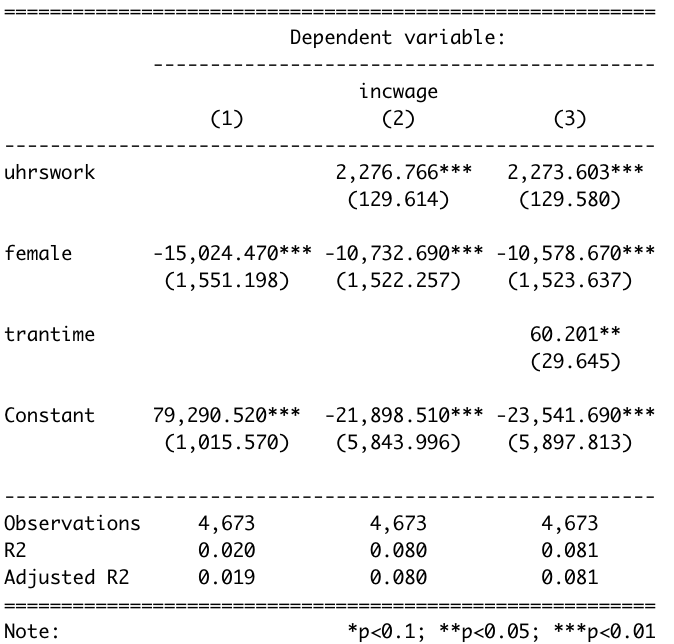 =========================================================
Dependent variable:
--------------------------------------------
incwage
(1) (2) (3)
---------------------------------------------------------
uhrswork 2,276.766*** 2,273.603***
(129.614) (129.580)
female -15,024.470*** -10,732.690*** -10,578.670***
(1,551.198) (1,522.257) (1,523.637)
trantime 60.201**
(29.645)
Constant 79,290.520*** -21,898.510*** -23,541.690***
(1,015.570) (5,843.996) (5,897.813)
---------------------------------------------------------
Observations 4,673 4,673 4,673
R2 0.020 0.080 0.081
Adjusted R2 0.019 0.080 0.081
=========================================================
Note: *p<0.1; **p<0.05; ***p<0.01